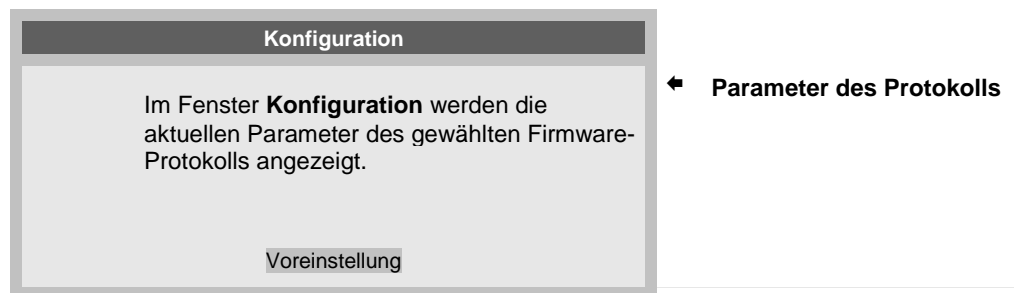 Konfiguration
Im Fenster Konfiguration werden die
aktuellen Parameter des gewählten Firmware-
Protokolls angezeigt.
Voreinstellung
Parameter des Protokolls